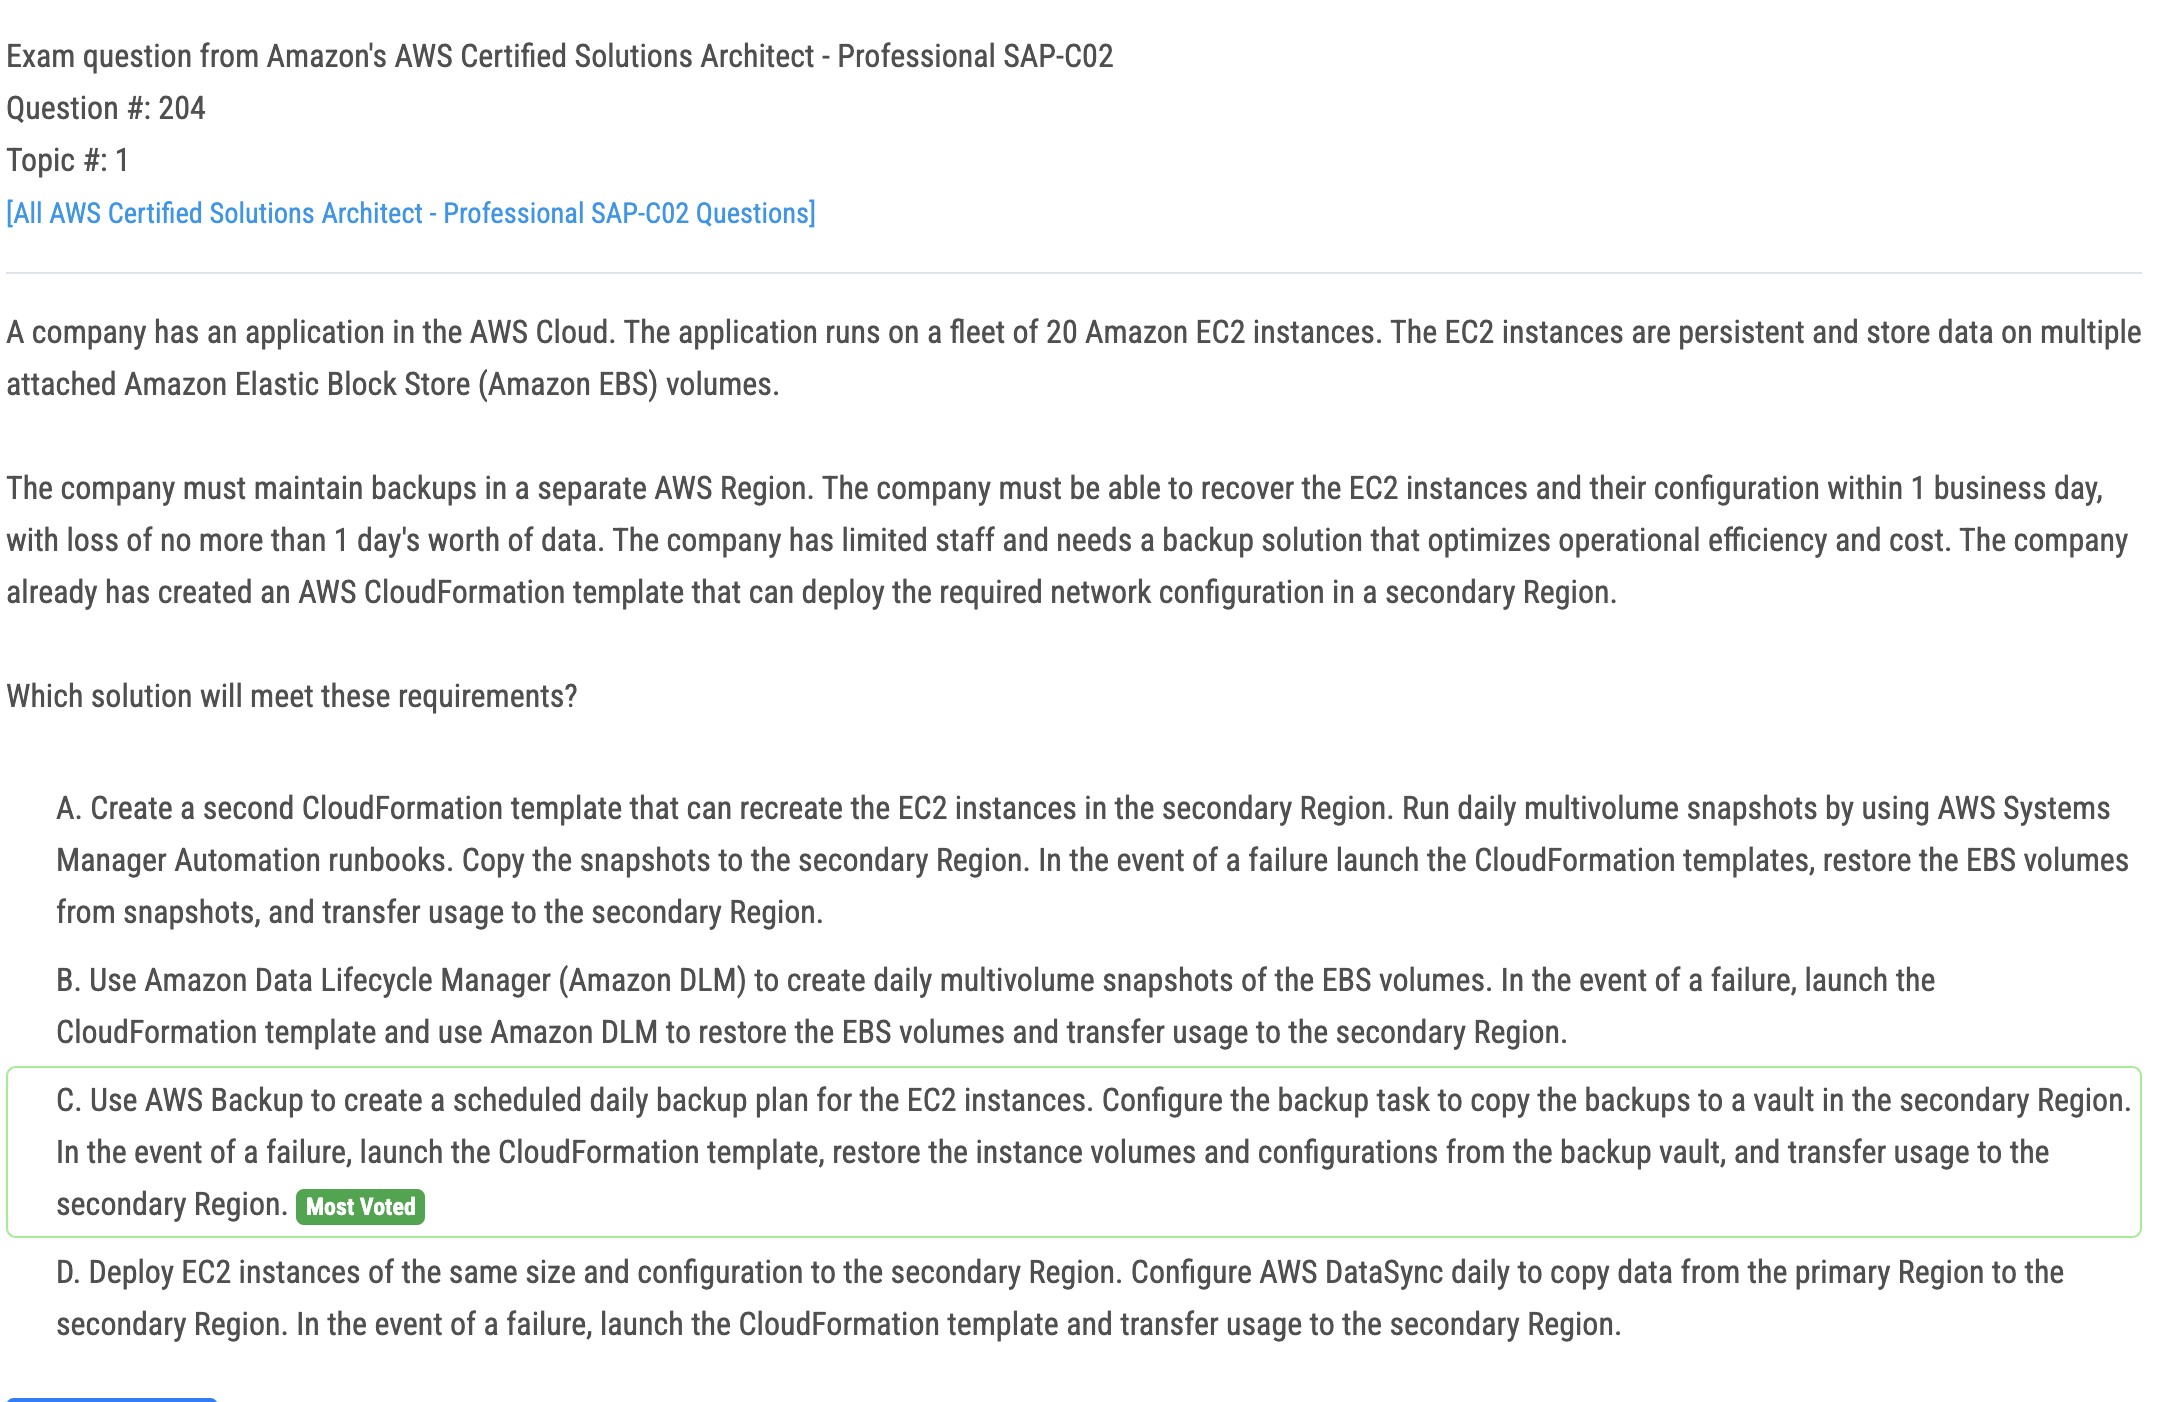 Exam question from Amazon's AWS Certified Solutions Architect - Professional SAP-C02
Question #: 204
Topic #: 1
[All AWS Certified Solutions Architect - Professional SAP-C02 Questions]
A company has an application in the AWS Cloud. The application runs on a fleet of 20 Amazon EC2 instances. The EC2 instances are persistent and store data on multiple
attached Amazon Elastic Block Store (Amazon EBS) volumes.
The company must maintain backups in a separate AWS Region. The company must be able to recover the EC2 instances and their configuration within 1 business day,
with loss of no more than 1 day's worth of data. The company has limited staff and needs a backup solution that optimizes operational efficiency and cost. The company
already has created an AWS CloudFormation template that can deploy the required network configuration in a secondary Region.
Which solution will meet these requirements?
A. Create a second CloudFormation template that can recreate the EC2 instances in the secondary Region. Run daily multivolume snapshots by using AWS Systems
Manager Automation runbooks. Copy the snapshots to the secondary Region. In the event of a failure launch the CloudFormation templates, restore the EBS volumes
from snapshots, and transfer usage to the secondary Region.
B. Use Amazon Data Lifecycle Manager (Amazon DLM) to create daily multivolume snapshots of the EBS volumes. In the event of a failure, launch the
CloudFormation template and use Amazon DLM to restore the EBS volumes and transfer usage to the secondary Region.
C. Use AWS Backup to create a scheduled daily backup plan for the EC2 instances. Configure the backup task to copy the backups to a vault in the secondary Region.
In the event of a failure, launch the CloudFormation template, restore the instance volumes and configurations from the backup vault, and transfer usage to the
secondary Region. Most Voted
D. Deploy EC2 instances of the same size and configuration to the secondary Region. Configure AWS DataSync daily to copy data from the primary Region to the
secondary Region. In the event of a failure, launch the CloudFormation template and transfer usage to the secondary Region.